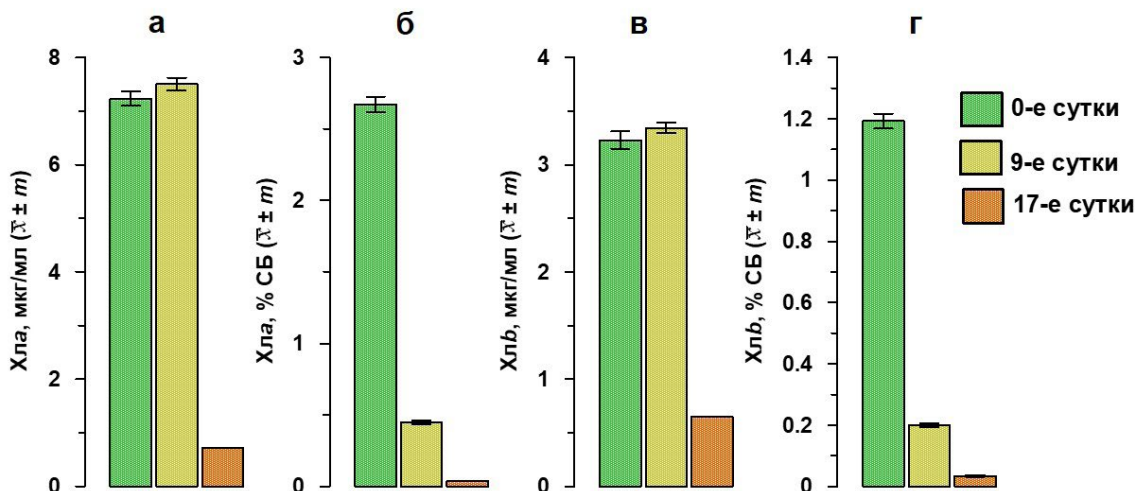 а
б
в
г
Хла, мкг/мл (x̅ ± m)
8
6
4
2
0
Хла, % СБ (x̅ ± m)
3
2
1
0
Хлb, мкг/мл (x̅ ± m)
4
3
2
1
0
Хлb, % СБ (x̅ ± m)
1.4
1.2
1
0.8
0.6
0.4
0.2
0
0-е сутки
9-е сутки
17-е сутки